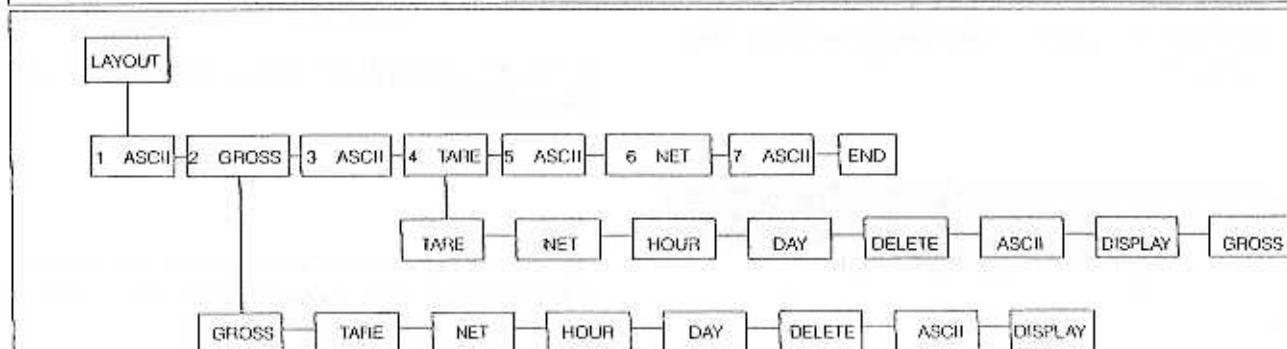 LAYOUT
1 ASCII 2 GROSS 3 ASCII 4 TARE 5 ASCII 6 NET 7 ASCII END
TARE NET HOUR DAY DELETE ASCII DISPLAY GROSS
GROSS TARE NET HOUR DAY DELETE ASCII DISPLAY